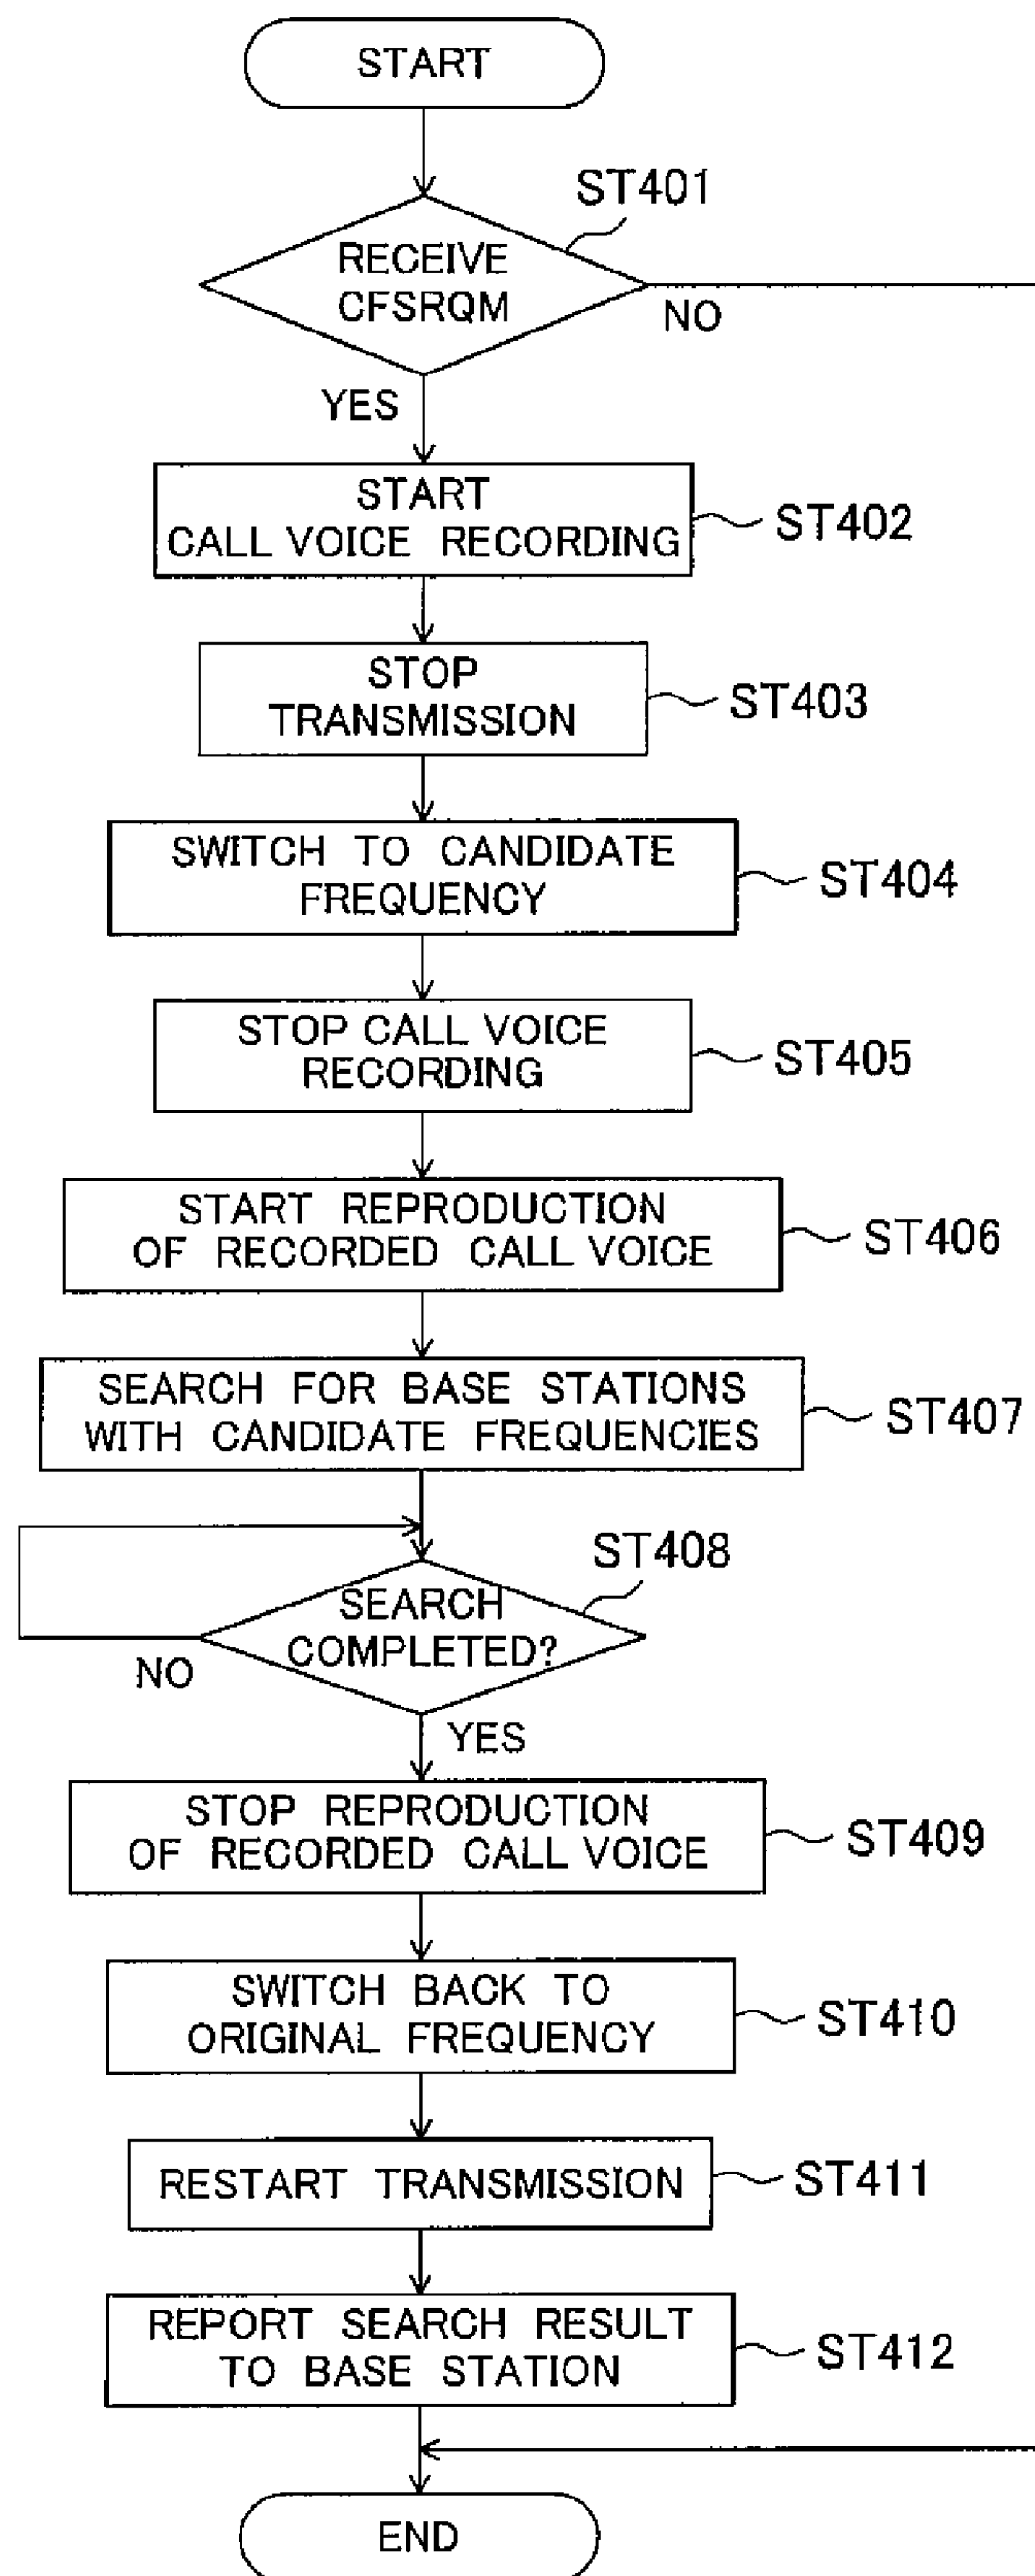 START
ST401
RECEIVE
CFSRQM
NO
YES
START
CALL VOICE RECORDING
ST402
STOP
TRANSMISSION
ST403
SWITCH TO CANDIDATE
FREQUENCY
ST404
STOP CALL VOICE
RECORDING
ST405
START REPRODUCTION
OF RECORDED CALL VOICE
ST406
SEARCH FOR BASE STATIONS
WITH CANDIDATE FREQUENCIES
ST407
ST408
SEARCH
COMPLETED?
NO
YES
STOP REPRODUCTION
OF RECORDED CALL VOICE
ST409
SWITCH BACK TO
ORIGINAL FREQUENCY
ST410
RESTART TRANSMISSION
ST411
REPORT SEARCH RESULT
TO BASE STATION
ST412
END